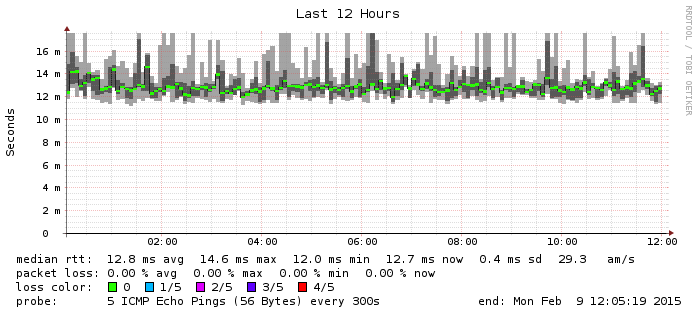 Last 12 Hours
RRDTOOL / TOBI OETIKER
Seconds
16 m
14 m
12 m
10 m
8 m
6 m
4 m
2 m
0
02:00 04:00 06:00 08:00 10:00 12:00
median rtt: 12.8 ms avg 14.6 ms max 12.0 ms min 12.7 ms now 0.4 ms sd 29.3 am/s
packet loss: 0.00 % avg 0.00 % max 0.00 % min 0.00 % now
loss color: 0 1/5 2/5 3/5 4/5
probe: 5 ICMP Echo Pings (56 Bytes) every 300s end: Mon Feb 9 12:05:19 2015